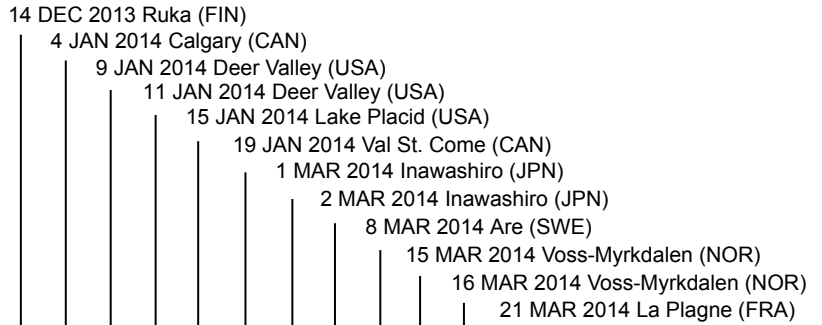 14 DEC 2013 Ruka (FIN)
4 JAN 2014 Calgary (CAN)
9 JAN 2014 Deer Valley (USA)
11 JAN 2014 Deer Valley (USA)
15 JAN 2014 Lake Placid (USA)
19 JAN 2014 Val St. Come (CAN)
1 MAR 2014 Inawashiro (JPN)
2 MAR 2014 Inawashiro (JPN)
8 MAR 2014 Are (SWE)
15 MAR 2014 Voss-Myrkdalen (NOR)
16 MAR 2014 Voss-Myrkdalen (NOR)
21 MAR 2014 La Plagne (FRA)